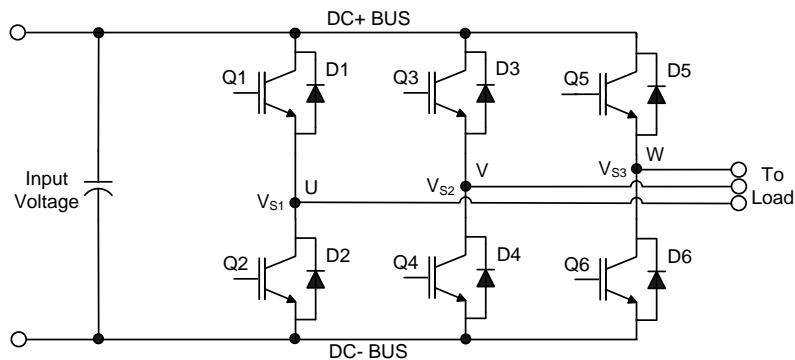 DC+ BUS
Q1
D1
Q3
D3
Q5
D5
Input
Voltage
VS1
U
VS2
V
VS3
W
To
Load
Q2
D2
Q4
D4
Q6
D6
DC- BUS